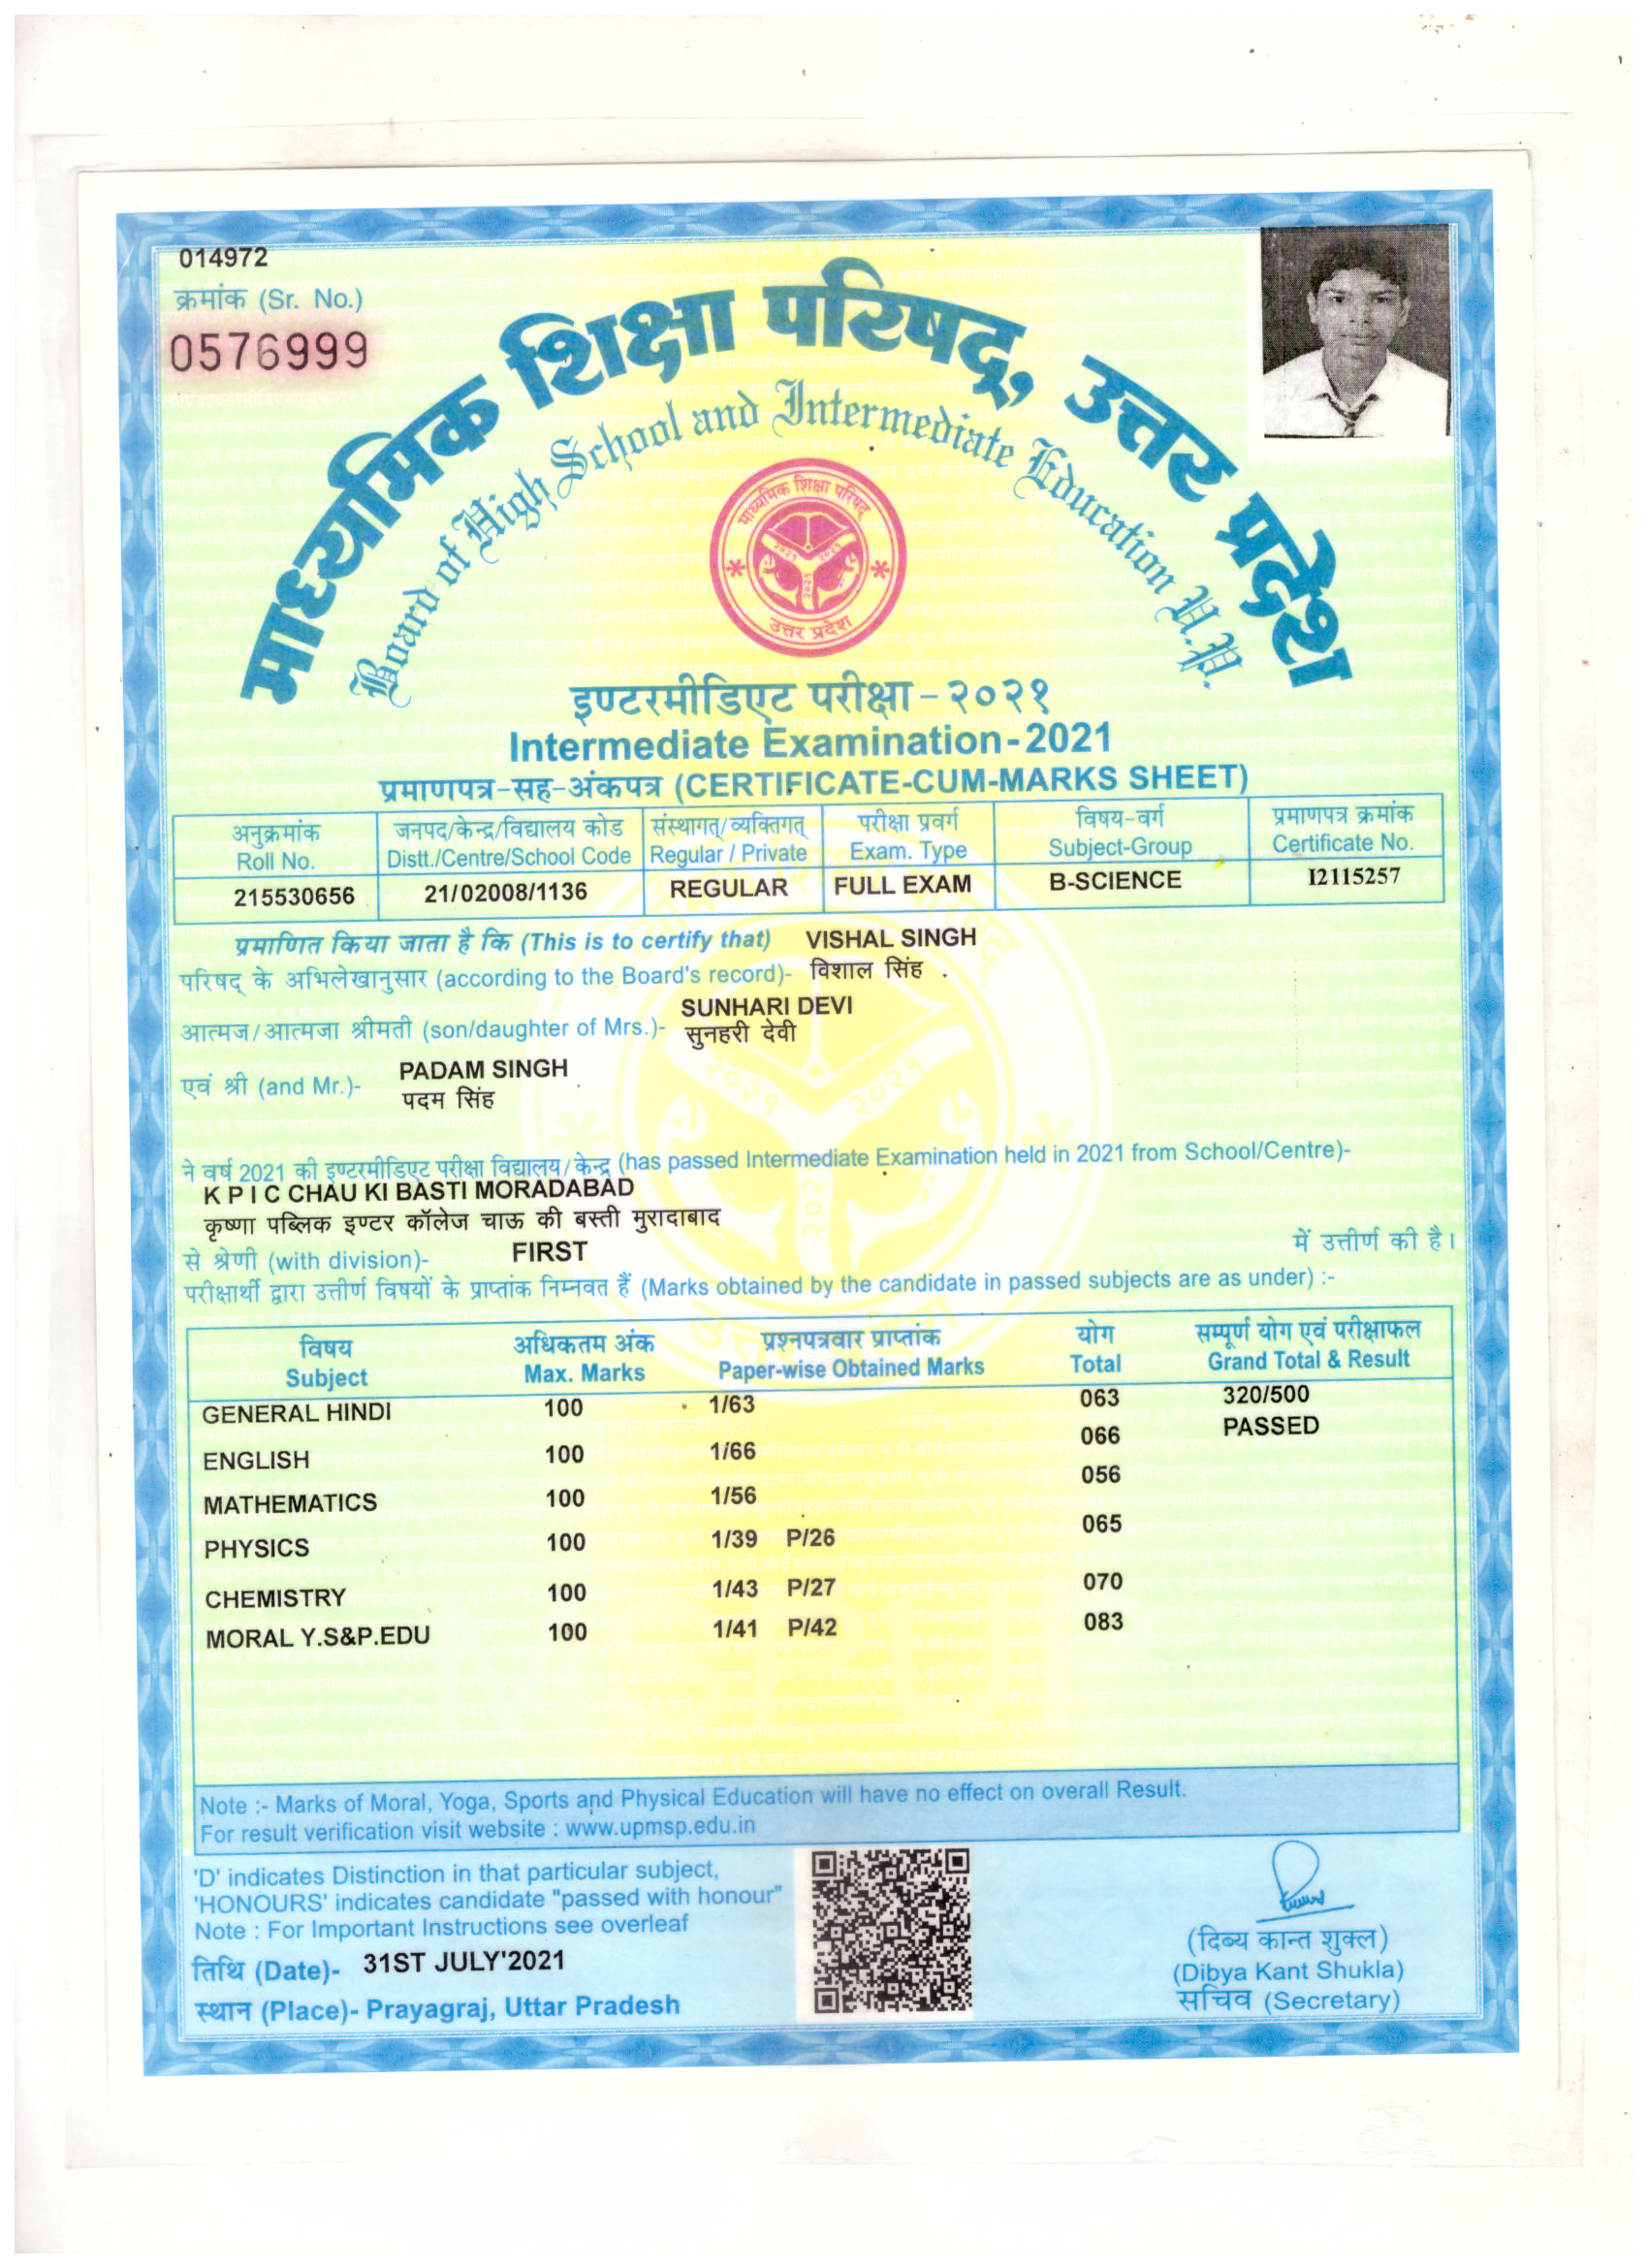 014972
क्रमांक (Sr. No.)
0576999
माध्यमिक शिक्षा परिषद्, उत्तर प्रदेश
Board of High School and Intermediate Education U.P.
माध्यमिक शिक्षा परिषद्
२०२१ २०२१
२०२१
उत्तर प्रदेश
इण्टरमीडिएट परीक्षा - २०२१
Intermediate Examination - 2021
प्रमाणपत्र-सह-अंकपत्र (CERTIFICATE-CUM-MARKS SHEET)
अनुक्रमांक जनपद/केन्द्र/विद्यालय कोड संस्थागत्/व्यक्तिगत् परीक्षा प्रवर्ग विषय-वर्ग प्रमाणपत्र क्रमांक
Roll No. Distt./Centre/School Code Regular / Private Exam. Type Subject-Group Certificate No.
215530656 21/02008/1136 REGULAR FULL EXAM B-SCIENCE I2115257
प्रमाणित किया जाता है कि (This is to certify that) VISHAL SINGH
परिषद् के अभिलेखानुसार (according to the Board's record)- विशाल सिंह
SUNHARI DEVI
आत्मज/आत्मजा श्रीमती (son/daughter of Mrs.)- सुनहरी देवी
PADAM SINGH
एवं श्री (and Mr.)- पदम सिंह
ने वर्ष 2021 की इण्टरमीडिएट परीक्षा विद्यालय/केन्द्र (has passed Intermediate Examination held in 2021 from School/Centre)-
K P I C CHAU KI BASTI MORADABAD
कृष्णा पब्लिक इण्टर कॉलेज चाऊ की बस्ती मुरादाबाद
से श्रेणी (with division)- FIRST में उत्तीर्ण की है।
परीक्षार्थी द्वारा उत्तीर्ण विषयों के प्राप्तांक निम्नवत हैं (Marks obtained by the candidate in passed subjects are as under) :-
विषय अधिकतम अंक प्रश्नपत्रवार प्राप्तांक योग सम्पूर्ण योग एवं परीक्षाफल
Subject Max. Marks Paper-wise Obtained Marks Total Grand Total & Result
GENERAL HINDI 100 1/63 063 320/500
PASSED
ENGLISH 100 1/66 066
MATHEMATICS 100 1/56 056
PHYSICS 100 1/39 P/26 065
CHEMISTRY 100 1/43 P/27 070
MORAL Y.S&P.EDU 100 1/41 P/42 083
Note :- Marks of Moral, Yoga, Sports and Physical Education will have no effect on overall Result.
For result verification visit website : www.upmsp.edu.in
'D' indicates Distinction in that particular subject,
'HONOURS' indicates candidate "passed with honour"
Note : For Important Instructions see overleaf
तिथि (Date)- 31ST JULY'2021
स्थान (Place)- Prayagraj, Uttar Pradesh
(दिब्य कान्त शुक्ल)
(Dibya Kant Shukla)
सचिव (Secretary)